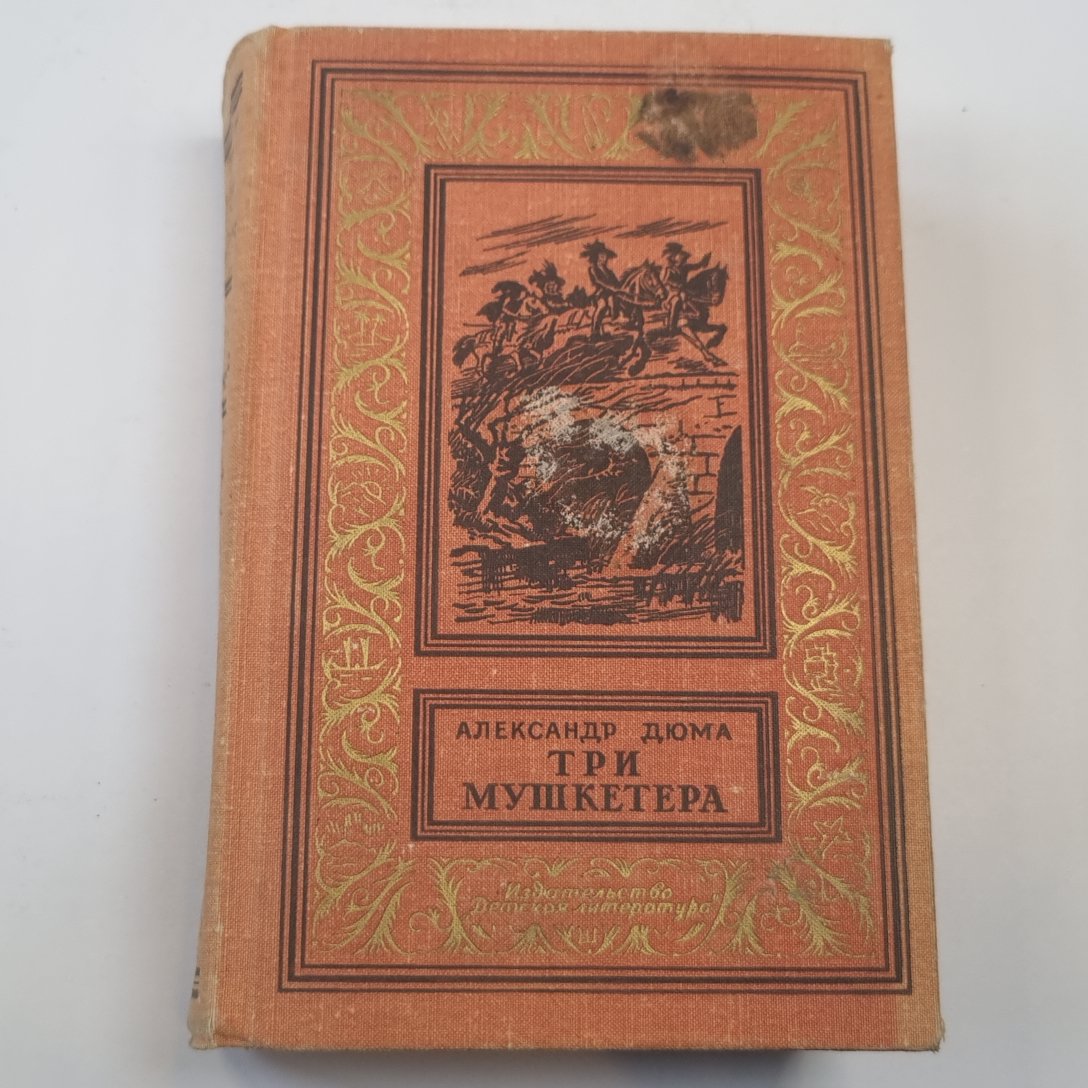 АЛЕКСАНДР ДЮМА
ТРИ
МУШКЕТЕРА
"Издательство
Детская литература"